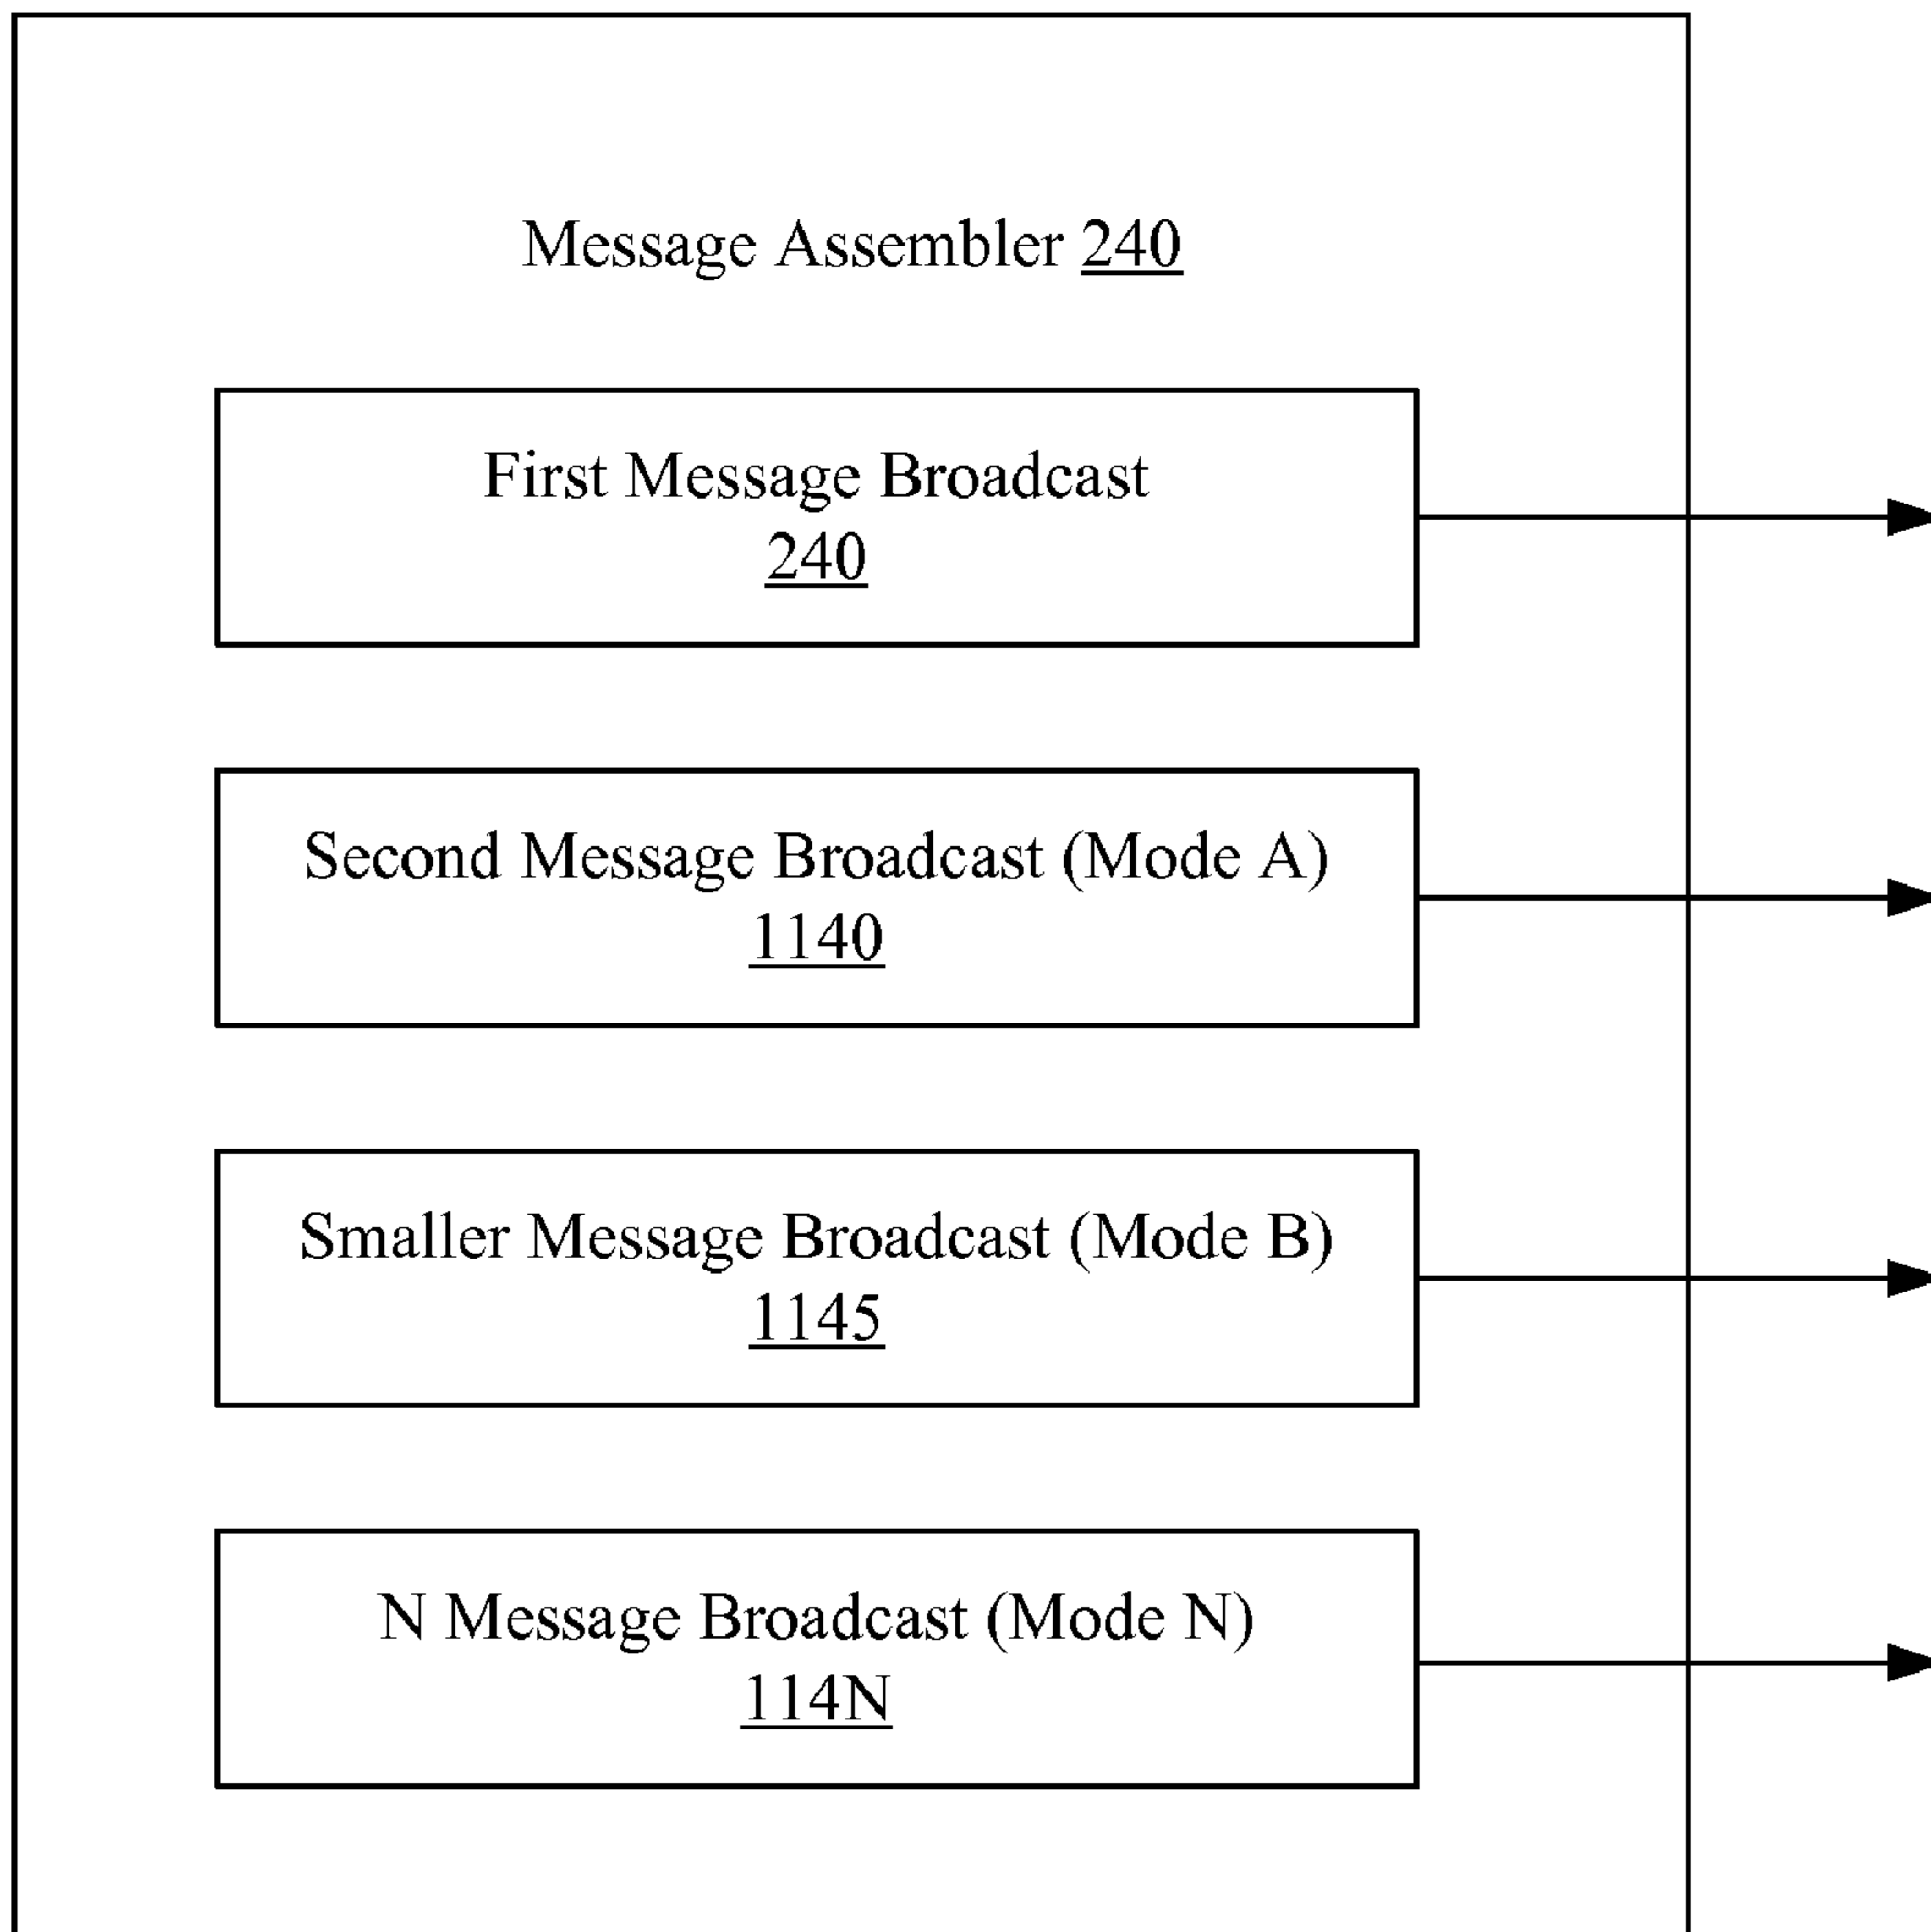 Message Assembler 240
First Message Broadcast
240
Second Message Broadcast (Mode A)
1140
Smaller Message Broadcast (Mode B)
1145
N Message Broadcast (Mode N)
114N